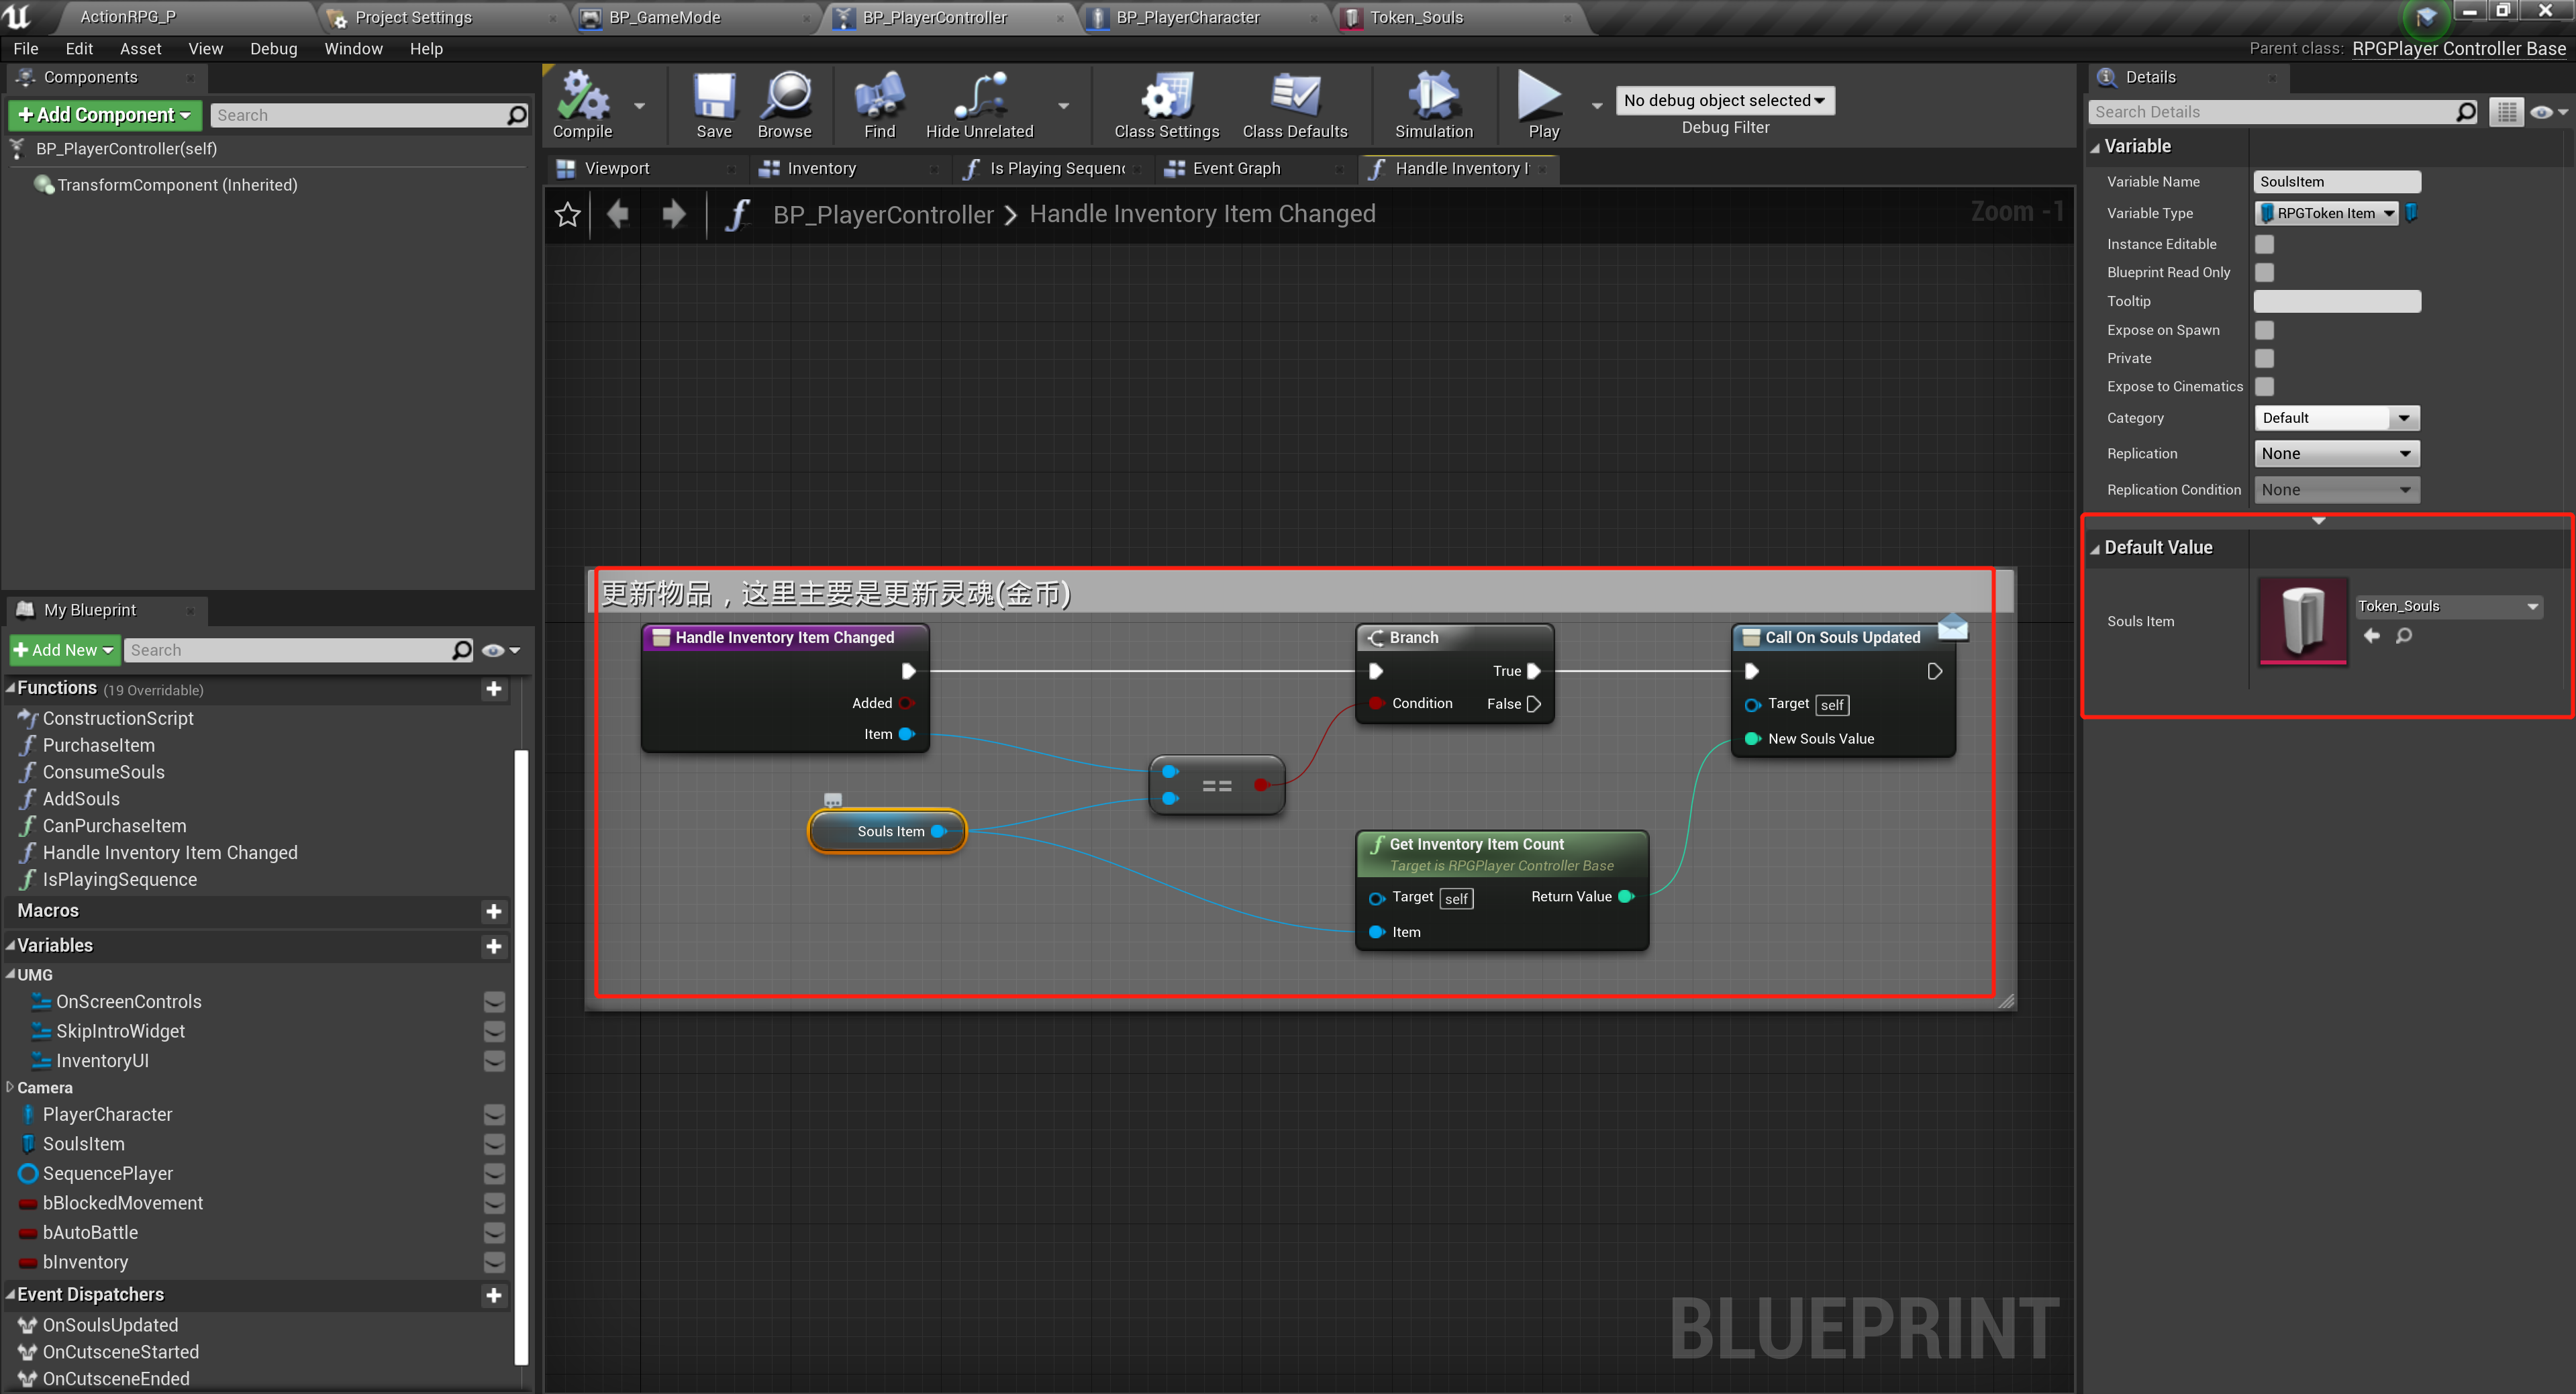 ActionRPG_P
Project Settings
BP_GameMode
BP_PlayerController
BP_PlayerCharacter
Token_Souls
File Edit Asset View Debug Window Help
Parent class: RPGPlayer Controller Base
Components
+ Add Component
Search
BP_PlayerController(self)
TransformComponent (Inherited)
Compile
Save
Browse
Find
Hide Unrelated
Class Settings
Class Defaults
Simulation
Play
No debug object selected
Debug Filter
Viewport
Inventory
Is Playing Sequenc
Event Graph
Handle Inventory I
BP_PlayerController > Handle Inventory Item Changed
Zoom -1
更新物品，这里主要是更新灵魂(金币)
Handle Inventory Item Changed
Added
Item
Souls Item
==
Branch
True
Condition
False
Get Inventory Item Count
Target is RPGPlayer Controller Base
Target self
Return Value
Item
Call On Souls Updated
Target self
New Souls Value
BLUEPRINT
My Blueprint
+ Add New
Search
Functions (19 Overridable)
ConstructionScript
PurchaseItem
ConsumeSouls
AddSouls
CanPurchaseItem
Handle Inventory Item Changed
IsPlayingSequence
Macros
Variables
UMG
OnScreenControls
SkipIntroWidget
InventoryUI
Camera
PlayerCharacter
SoulsItem
SequencePlayer
bBlockedMovement
bAutoBattle
bInventory
Event Dispatchers
OnSoulsUpdated
OnCutsceneStarted
OnCutsceneEnded
Details
Search Details
Variable
Variable Name SoulsItem
Variable Type RPGToken Item
Instance Editable
Blueprint Read Only
Tooltip
Expose on Spawn
Private
Expose to Cinematics
Category Default
Replication None
Replication Condition None
Default Value
Souls Item Token_Souls